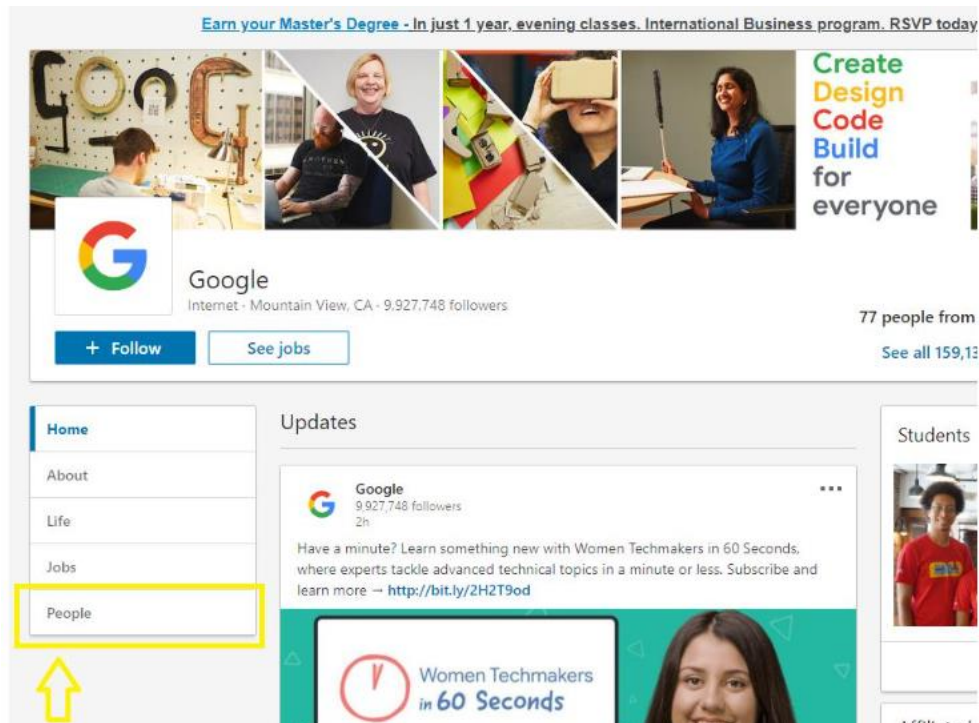 Earn your Master's Degree - In just 1 year, evening classes. International Business program. RSVP today
Create
Design
Code
Build
for
everyone
Google
Internet · Mountain View, CA · 9,927,748 followers
77 people from
+ Follow
See jobs
See all 159,13
Home
About
Life
Jobs
People
Updates
Google
9,927,748 followers
2h
Have a minute? Learn something new with Women Techmakers in 60 Seconds,
where experts tackle advanced technical topics in a minute or less. Subscribe and
learn more → http://bit.ly/2H2T9od
Women Techmakers
in 60 Seconds
Students